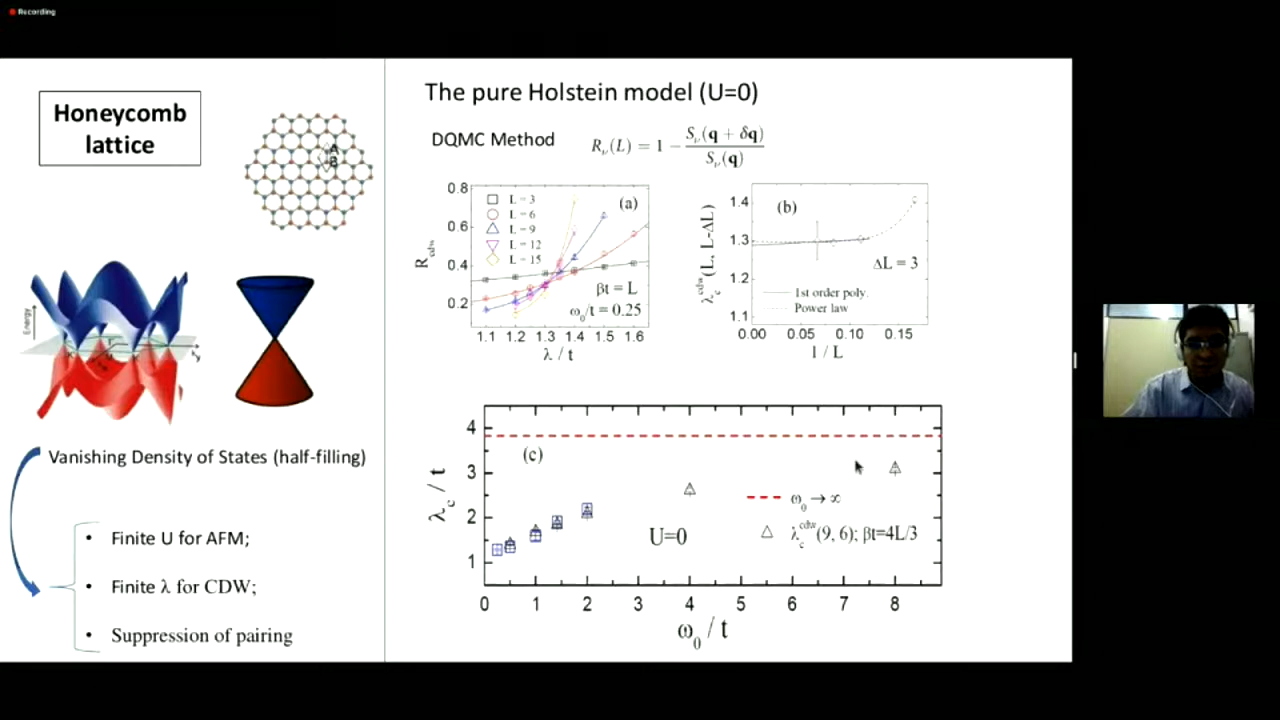 Recording
Honeycomb
lattice
A
B
Energy
Vanishing Density of States (half-filling)
• Finite U for AFM;
• Finite λ for CDW;
• Suppression of pairing
The pure Holstein model (U=0)
DQMC Method
R_ν(L) = 1 − S_ν(q + δq) / S_ν(q)
(a)
R_cdw
0.8
0.6
0.4
0.2
L = 3
L = 6
L = 9
L = 12
L = 15
βt = L
ω₀/t = 0.25
1.1 1.2 1.3 1.4 1.5 1.6
λ / t
(b)
λ_c^cdw(L, L-ΔL)
1.4
1.3
1.2
1.1
ΔL = 3
1st order poly.
Power law
0.00 0.05 0.10 0.15
1 / L
(c)
λ_c / t
4
3
2
1
U=0
ω₀ → ∞
λ_c^cdw(9, 6); βt=4L/3
0 1 2 3 4 5 6 7 8
ω₀ / t